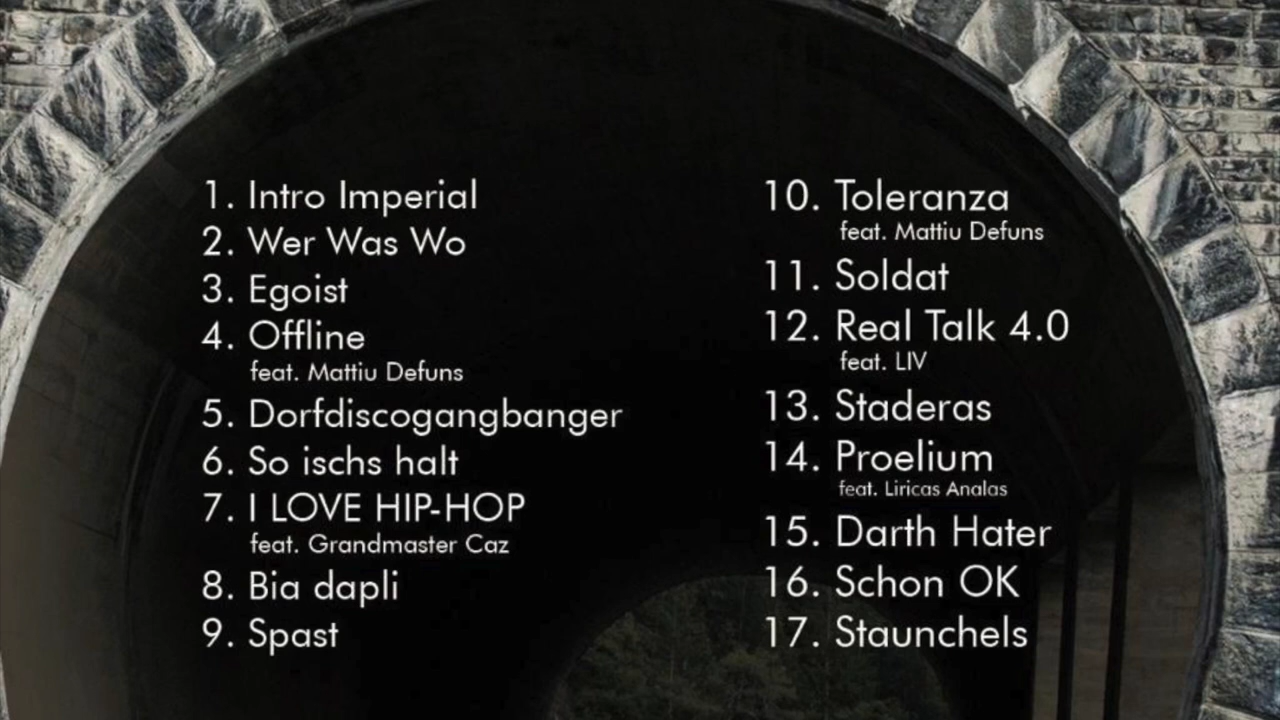 1. Intro Imperial
2. Wer Was Wo
3. Egoist
4. Offline
feat. Mattiu Defuns
5. Dorfdiscogangbanger
6. So ischs halt
7. I LOVE HIP-HOP
feat. Grandmaster Caz
8. Bia dapli
9. Spast
10. Toleranza
feat. Mattiu Defuns
11. Soldat
12. Real Talk 4.0
feat. LIV
13. Staderas
14. Proelium
feat. Liricas Analas
15. Darth Hater
16. Schon OK
17. Staunchels